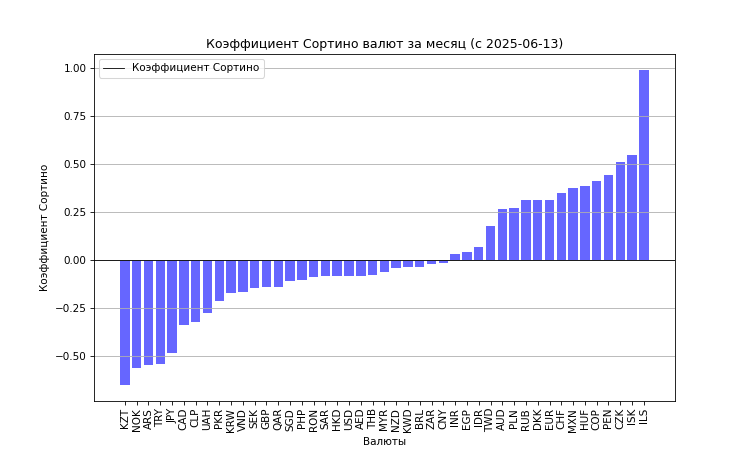 Коэффициент Сортино валют за месяц (с 2025-06-13)
Коэффициент Сортино
1.00
0.75
0.50
0.25
0.00
−0.25
−0.50
Коэффициент Сортино
KZT
NOK
ARS
TRY
JPY
CAD
CLP
UAH
PKR
KRW
VND
SEK
GBP
QAR
SGD
PHP
RON
SAR
HKD
USD
AED
THB
MYR
NZD
KWD
BRL
ZAR
CNY
INR
EGP
IDR
TWD
AUD
PLN
RUB
DKK
EUR
CHF
MXN
HUF
COP
PEN
CZK
ISK
ILS
Валюты